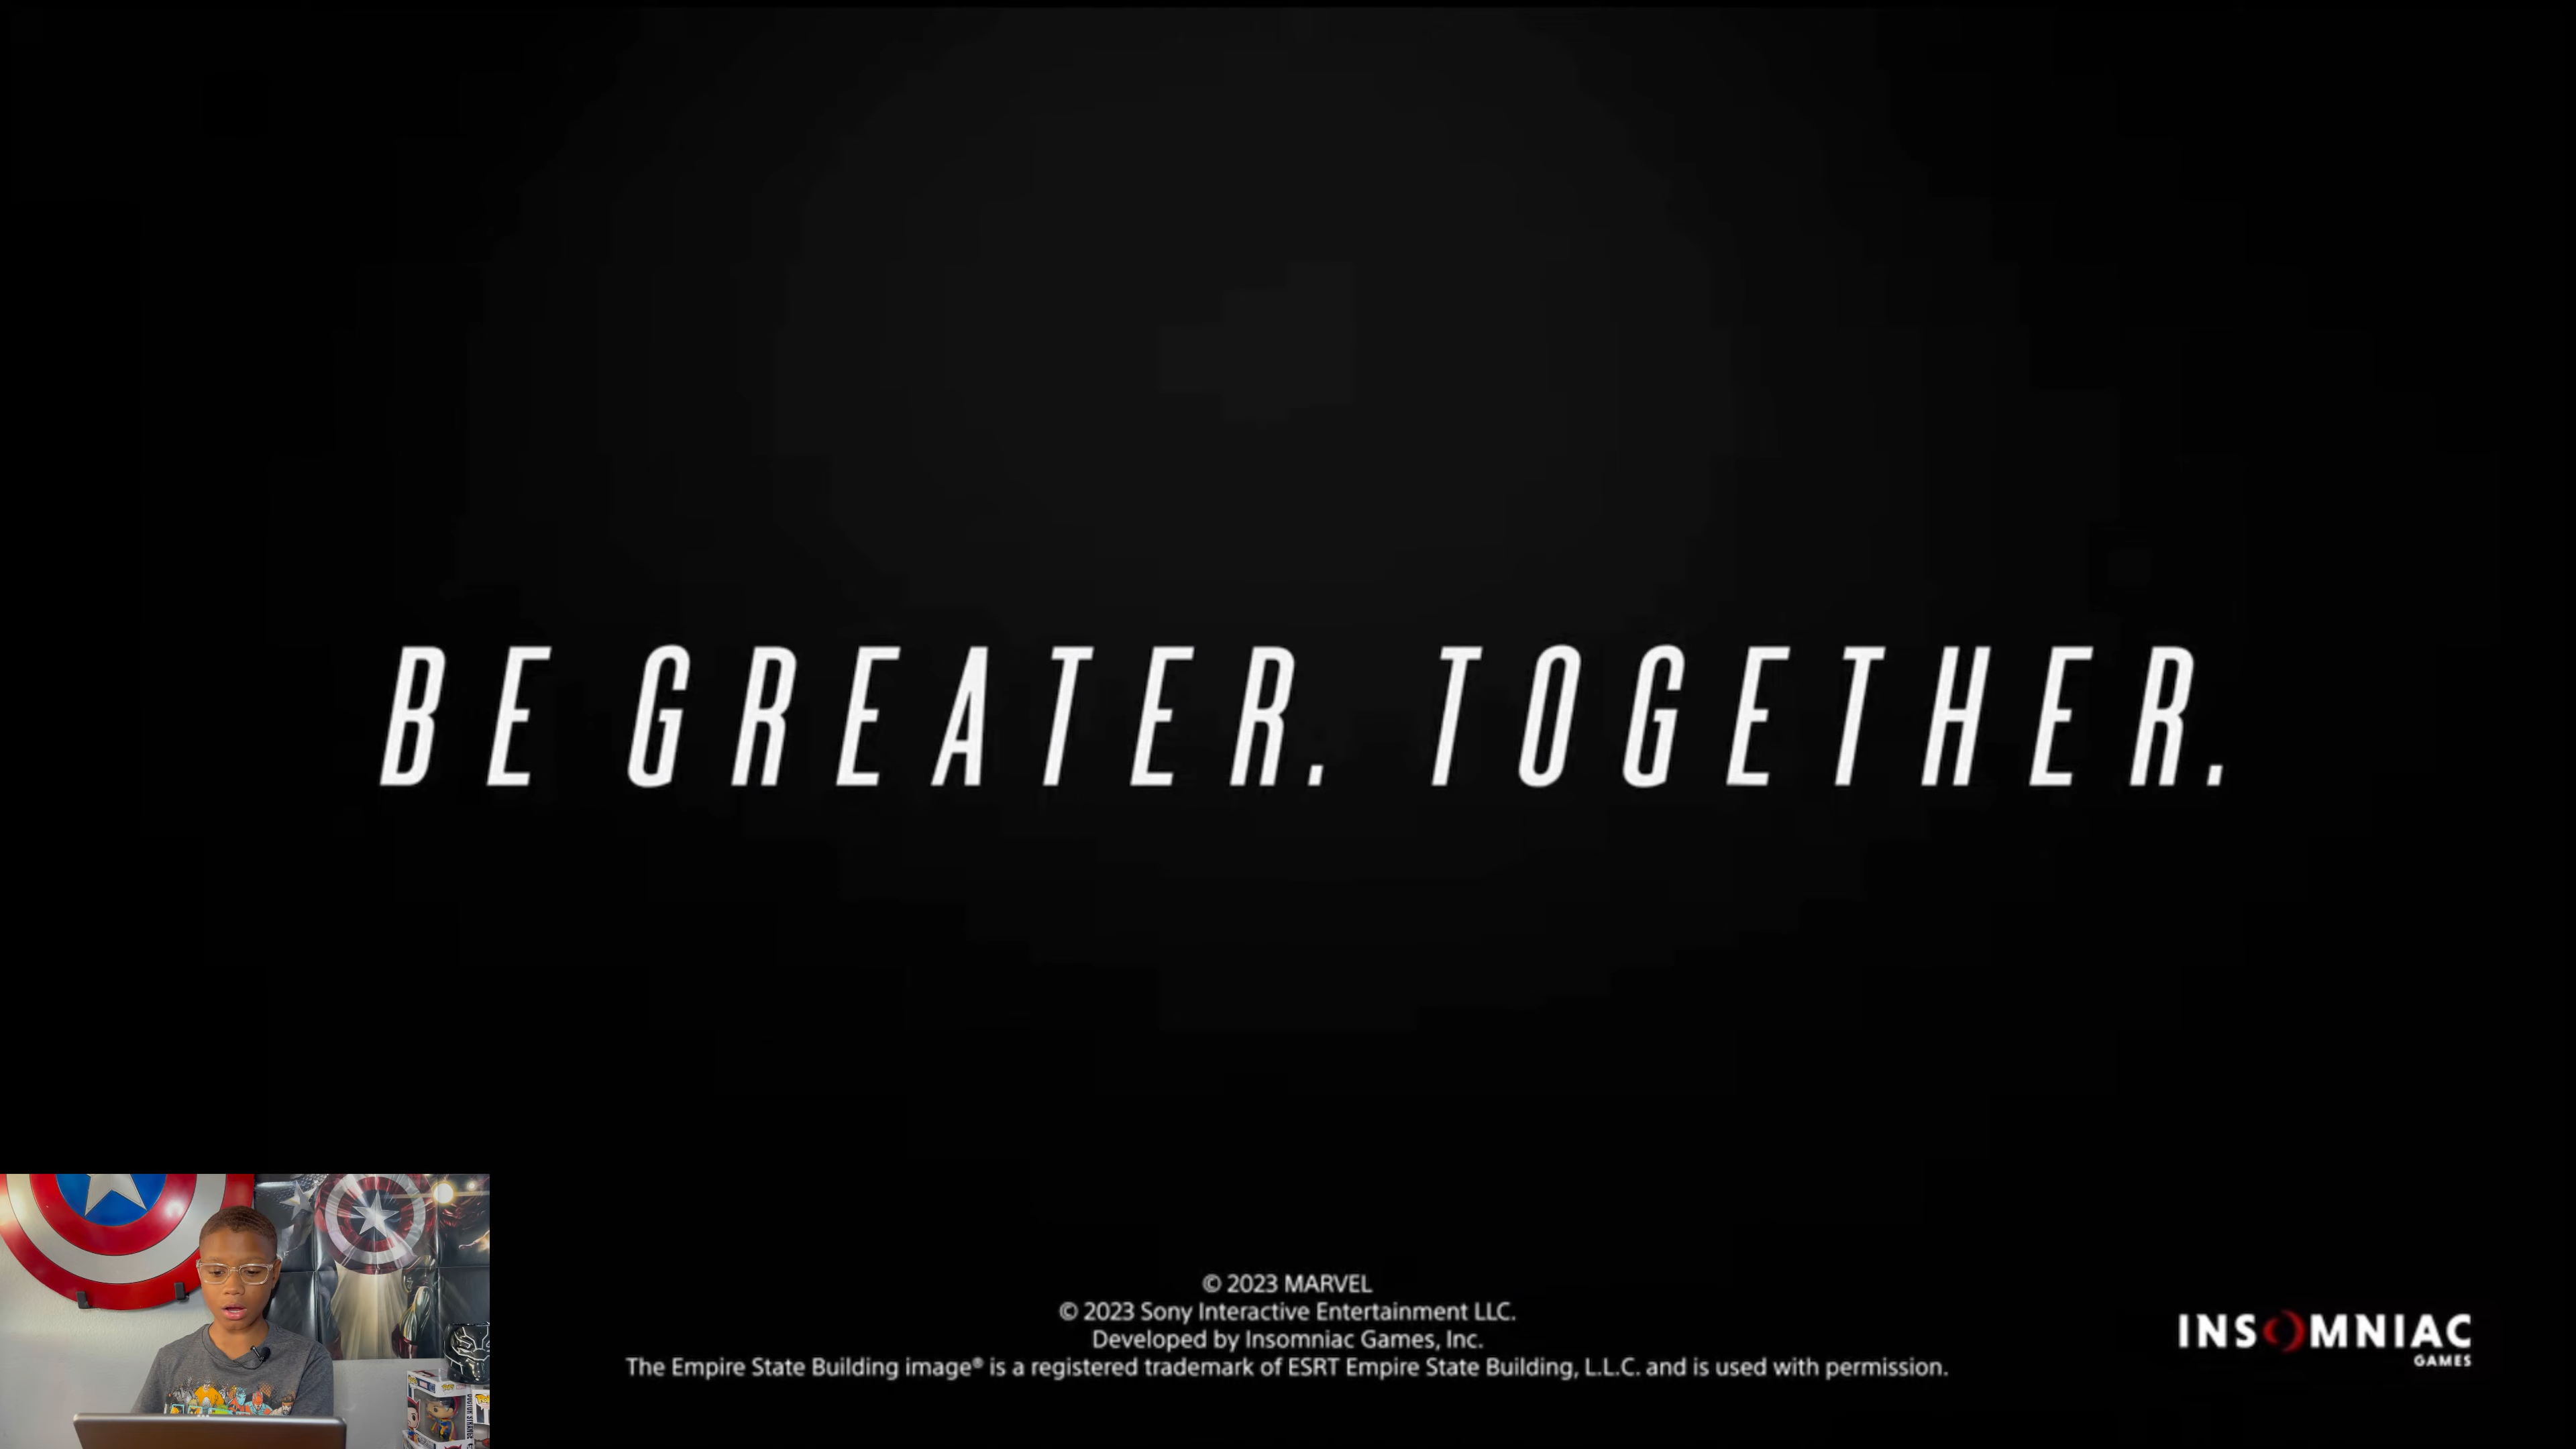 BE GREATER. TOGETHER.
© 2023 MARVEL
© 2023 Sony Interactive Entertainment LLC.
Developed by Insomniac Games, Inc.
The Empire State Building image® is a registered trademark of ESRT Empire State Building, L.L.C. and is used with permission.
INSOMNIAC
GAMES